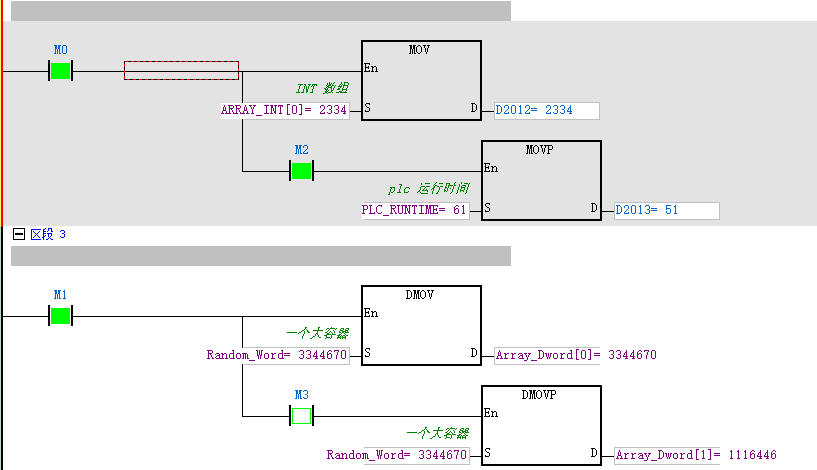 M0
MOV
En
INT 数组
ARRAY_INT[0]= 2334
S
D
D2012= 2334
M2
MOVP
En
plc 运行时间
PLC_RUNTIME= 61
S
D
D2013= 51
区段 3
M1
DMOV
En
一个大容器
Random_Word= 3344670
S
D
Array_Dword[0]= 3344670
M3
DMOVP
En
一个大容器
Random_Word= 3344670
S
D
Array_Dword[1]= 1116446